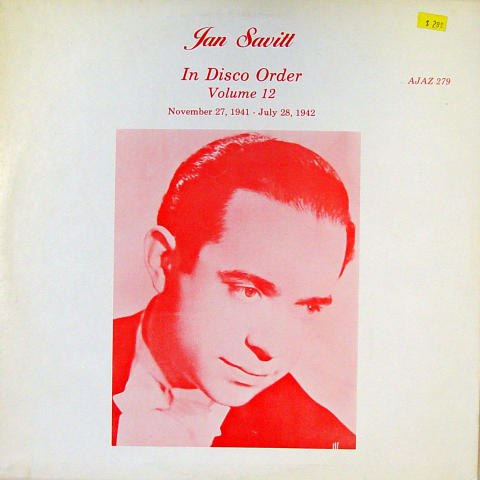 Jan Savitt
In Disco Order
Volume 12
AJAZ 279
November 27, 1941 - July 28, 1942